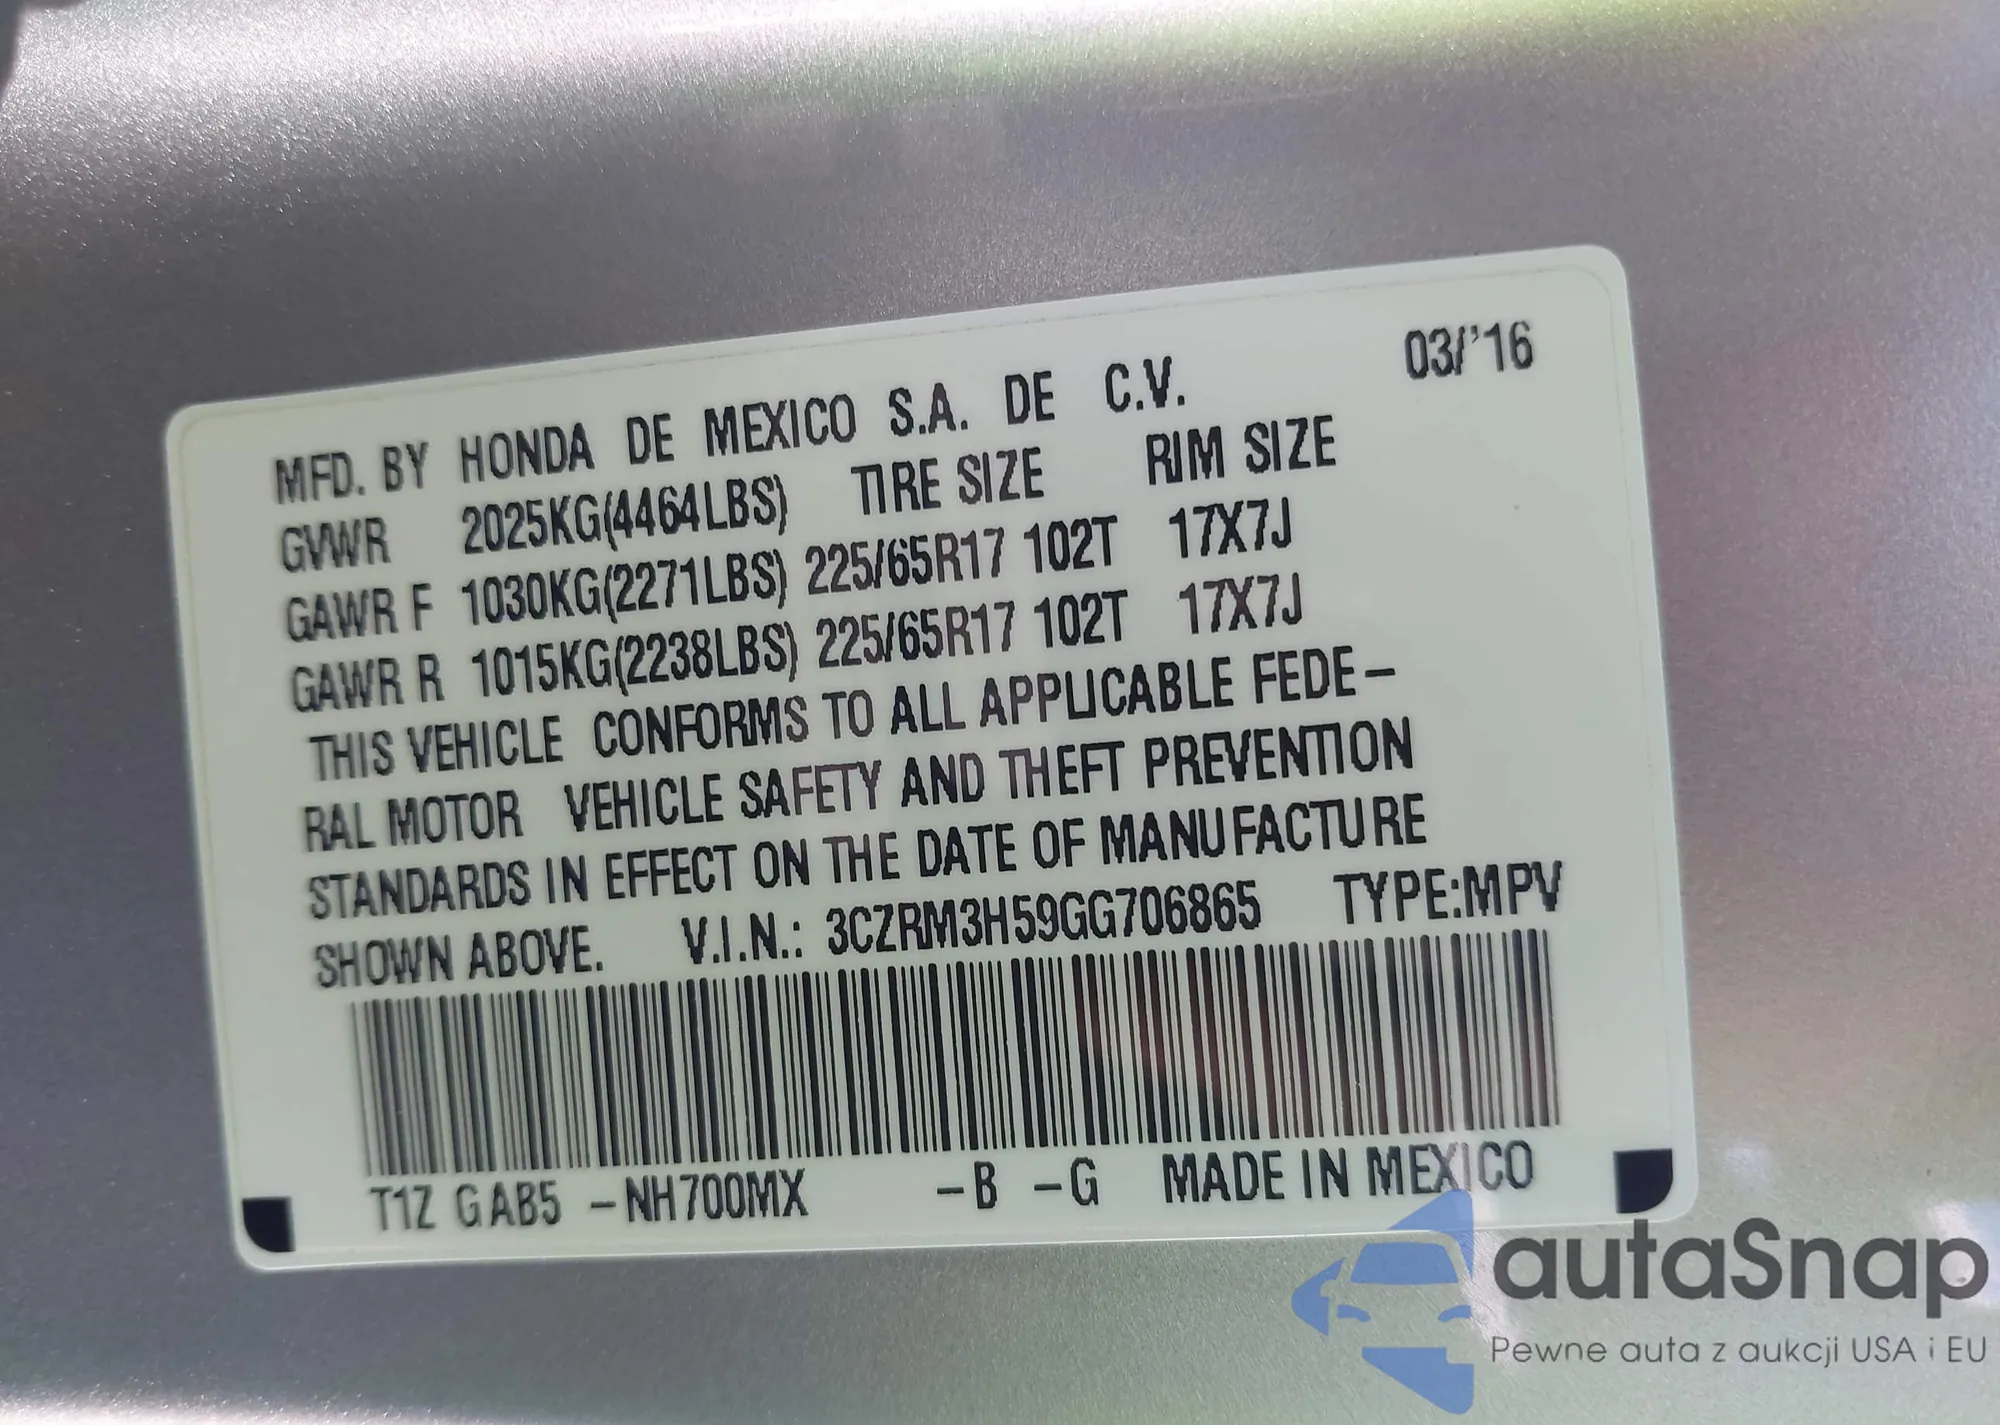 MFD. BY HONDA DE MEXICO S.A. DE C.V. 03/'16
GVWR 2025KG(4464LBS) TIRE SIZE RIM SIZE
GAWR F 1030KG(2271LBS) 225/65R17 102T 17X7J
GAWR R 1015KG(2238LBS) 225/65R17 102T 17X7J
THIS VEHICLE CONFORMS TO ALL APPLICABLE FEDE-
RAL MOTOR VEHICLE SAFETY AND THEFT PREVENTION
STANDARDS IN EFFECT ON THE DATE OF MANUFACTURE
SHOWN ABOVE. V.I.N.: 3CZRM3H59GG706865 TYPE:MPV
T1Z GAB5 -NH700MX -B -G MADE IN MEXICO
autaSnap
Pewne auta z aukcji USA i EU